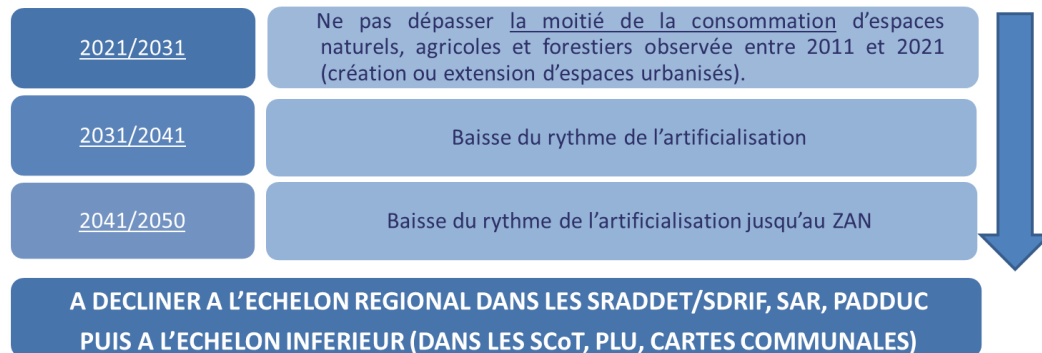 2021/2031
Ne pas dépasser la moitié de la consommation d'espaces
naturels, agricoles et forestiers observée entre 2011 et 2021
(création ou extension d'espaces urbanisés).
2031/2041
Baisse du rythme de l'artificialisation
2041/2050
Baisse du rythme de l'artificialisation jusqu'au ZAN
A DECLINER A L'ECHELON REGIONAL DANS LES SRADDET/SDRIF, SAR, PADDUC
PUIS A L'ECHELON INFERIEUR (DANS LES SCoT, PLU, CARTES COMMUNALES)